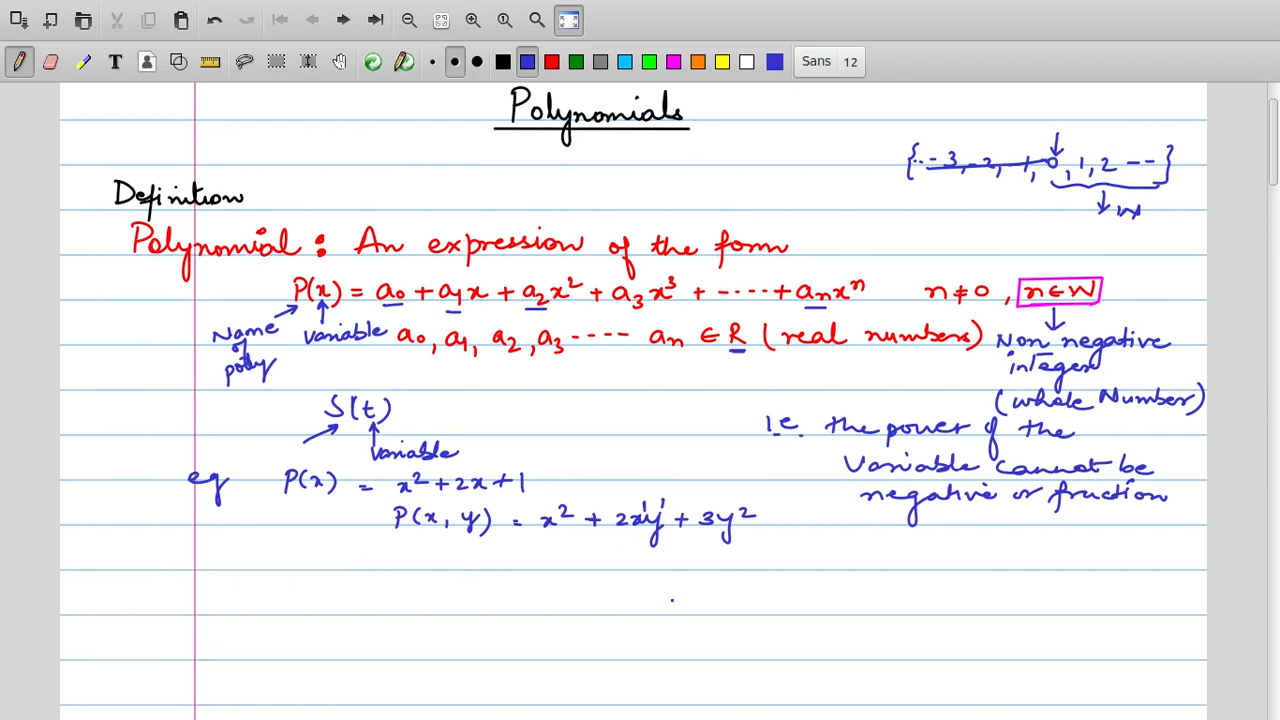 Sans 12
Polynomials
{.. -3, -2, -1, 0, 1, 2 --}
W
Definition
Polynomial : An expression of the form
P(x) = a₀ + a₁x + a₂x² + a₃x³ + ----- + aₙxⁿ n ≠ 0 , n ∈ W
Name of poly
variable
a₀, a₁, a₂, a₃ ---- aₙ ∈ R (real numbers)
Non negative
integer
(whole Number)
S(t)
variable
i.e. the power of the
variable cannot be
negative or fraction
eg P(x) = x² + 2x + 1
P(x, y) = x² + 2x¹y¹ + 3y²